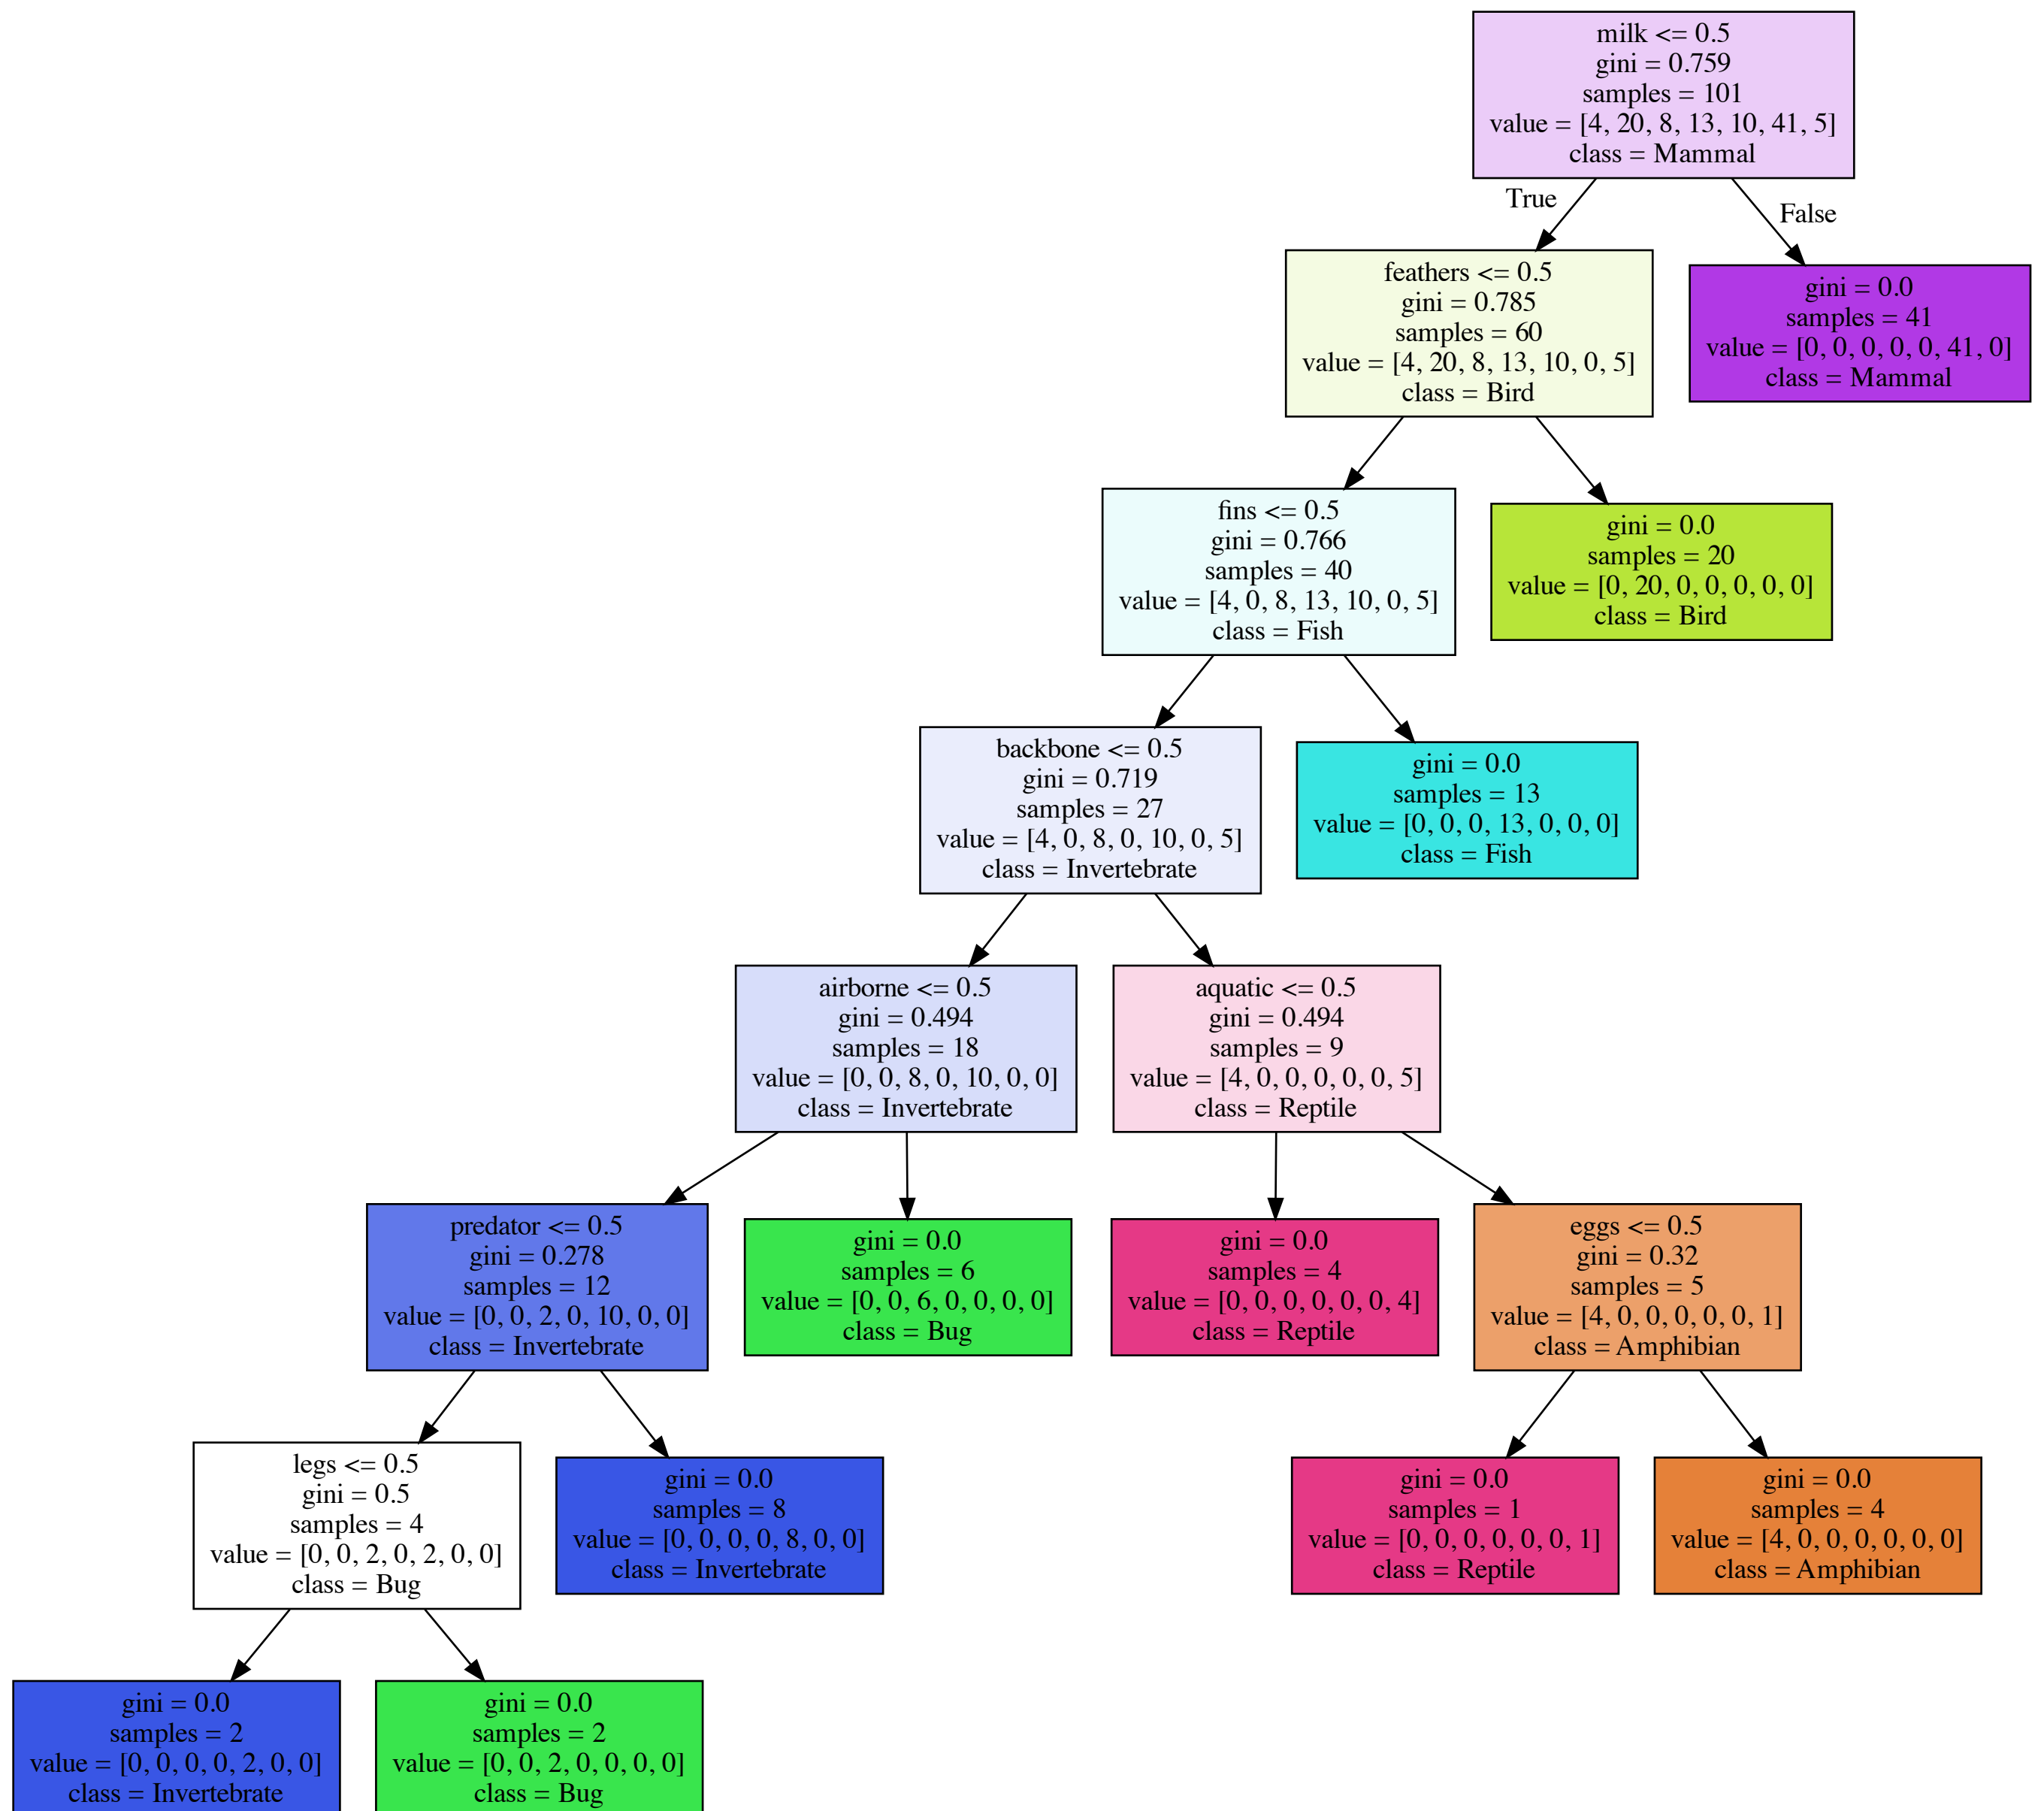 milk <= 0.5
gini = 0.759
samples = 101
value = [4, 20, 8, 13, 10, 41, 5]
class = Mammal
True
False
feathers <= 0.5
gini = 0.785
samples = 60
value = [4, 20, 8, 13, 10, 0, 5]
class = Bird
gini = 0.0
samples = 41
value = [0, 0, 0, 0, 0, 41, 0]
class = Mammal
fins <= 0.5
gini = 0.766
samples = 40
value = [4, 0, 8, 13, 10, 0, 5]
class = Fish
gini = 0.0
samples = 20
value = [0, 20, 0, 0, 0, 0, 0]
class = Bird
backbone <= 0.5
gini = 0.719
samples = 27
value = [4, 0, 8, 0, 10, 0, 5]
class = Invertebrate
gini = 0.0
samples = 13
value = [0, 0, 0, 13, 0, 0, 0]
class = Fish
airborne <= 0.5
gini = 0.494
samples = 18
value = [0, 0, 8, 0, 10, 0, 0]
class = Invertebrate
aquatic <= 0.5
gini = 0.494
samples = 9
value = [4, 0, 0, 0, 0, 0, 5]
class = Reptile
predator <= 0.5
gini = 0.278
samples = 12
value = [0, 0, 2, 0, 10, 0, 0]
class = Invertebrate
gini = 0.0
samples = 6
value = [0, 0, 6, 0, 0, 0, 0]
class = Bug
gini = 0.0
samples = 4
value = [0, 0, 0, 0, 0, 0, 4]
class = Reptile
eggs <= 0.5
gini = 0.32
samples = 5
value = [4, 0, 0, 0, 0, 0, 1]
class = Amphibian
legs <= 0.5
gini = 0.5
samples = 4
value = [0, 0, 2, 0, 2, 0, 0]
class = Bug
gini = 0.0
samples = 8
value = [0, 0, 0, 0, 8, 0, 0]
class = Invertebrate
gini = 0.0
samples = 1
value = [0, 0, 0, 0, 0, 0, 1]
class = Reptile
gini = 0.0
samples = 4
value = [4, 0, 0, 0, 0, 0, 0]
class = Amphibian
gini = 0.0
samples = 2
value = [0, 0, 0, 0, 2, 0, 0]
class = Invertebrate
gini = 0.0
samples = 2
value = [0, 0, 2, 0, 0, 0, 0]
class = Bug